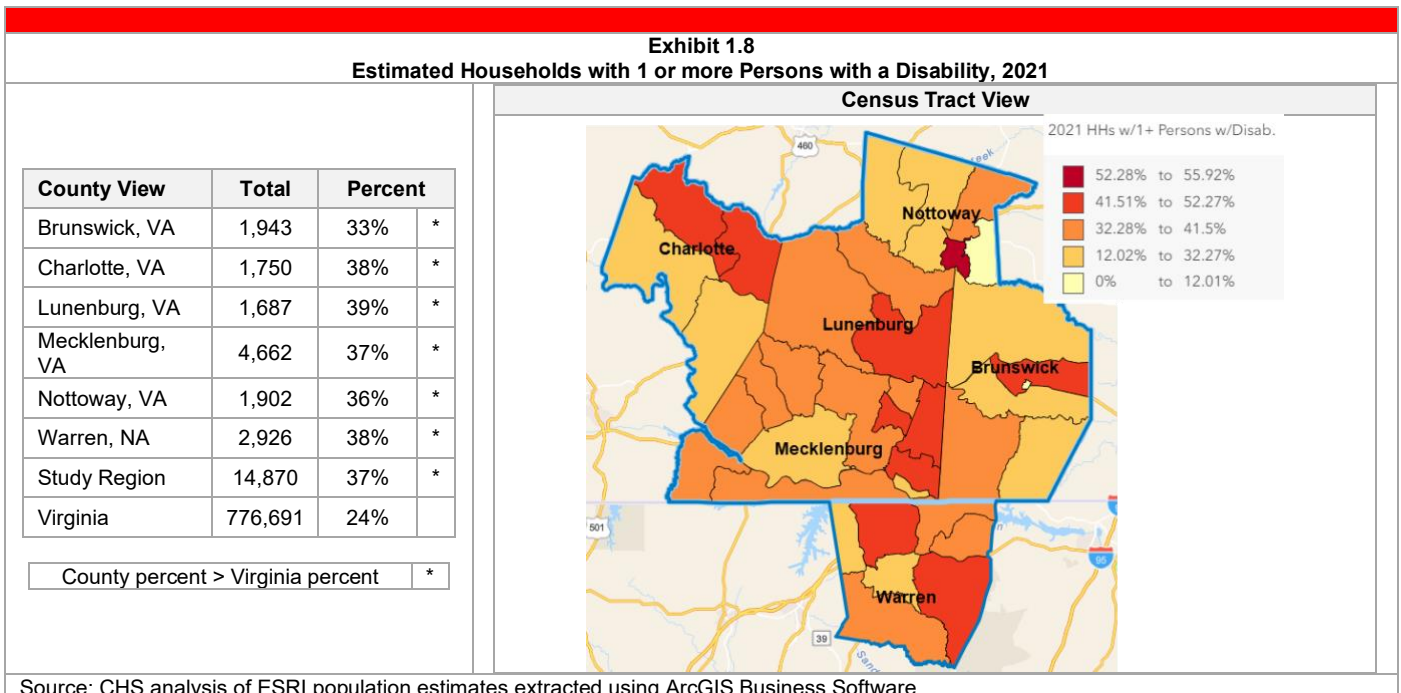 Exhibit 1.8
Estimated Households with 1 or more Persons with a Disability, 2021
County View Total Percent
Brunswick, VA 1,943 33% *
Charlotte, VA 1,750 38% *
Lunenburg, VA 1,687 39% *
Mecklenburg,
VA 4,662 37% *
Nottoway, VA 1,902 36% *
Warren, NA 2,926 38% *
Study Region 14,870 37% *
Virginia 776,691 24%
County percent > Virginia percent *
Census Tract View
2021 HHs w/1+ Persons w/Disab.
52.28% to 55.92%
41.51% to 52.27%
32.28% to 41.5%
12.02% to 32.27%
0% to 12.01%
460
Nottoway
Charlotte
Lunenburg
Brunswick
Mecklenburg
501
95
Warren
39
Source: CHS analysis of ESRI population estimates extracted using ArcGIS Business Software